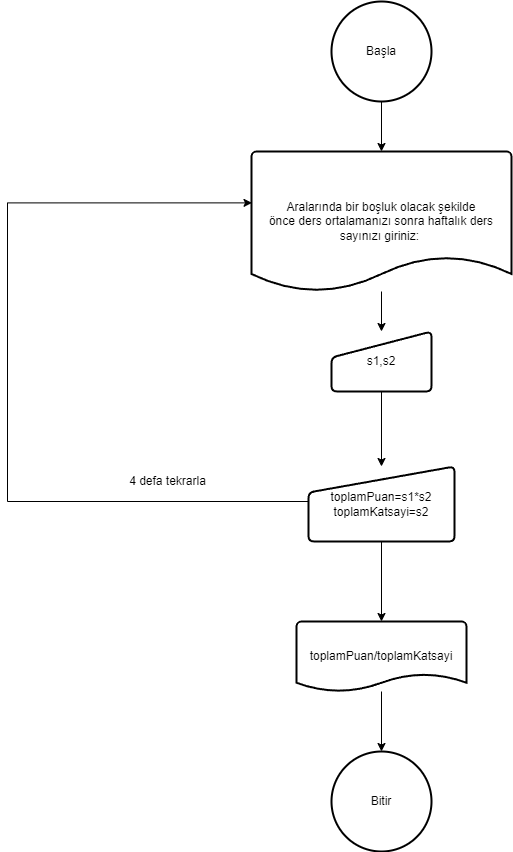 Başla
Aralarında bir boşluk olacak şekilde
önce ders ortalamanızı sonra haftalık ders
sayınızı giriniz:
s1,s2
4 defa tekrarla
toplamPuan=s1*s2
toplamKatsayi=s2
toplamPuan/toplamKatsayi
Bitir